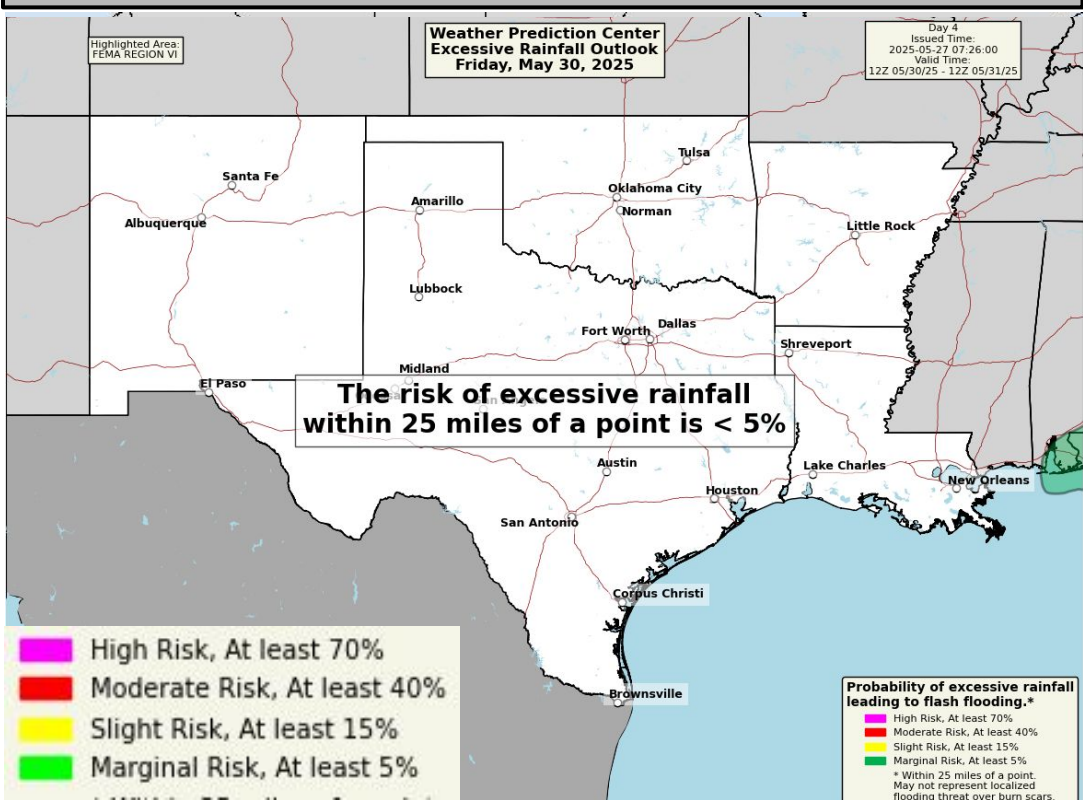 Highlighted Area:
FEMA REGION VI
Weather Prediction Center
Excessive Rainfall Outlook
Friday, May 30, 2025
Day 4
Issued Time:
2025-05-27 07:26:00
Valid Time:
12Z 05/30/25 - 12Z 05/31/25
Tulsa
Santa Fe
Oklahoma City
Amarillo
Norman
Albuquerque
Little Rock
Lubbock
Dallas
Fort Worth
Shreveport
Midland
El Paso
The risk of excessive rainfall
within 25 miles of a point is < 5%
Austin
Lake Charles
New Orleans
Houston
San Antonio
Corpus Christi
Brownsville
High Risk, At least 70%
Moderate Risk, At least 40%
Slight Risk, At least 15%
Marginal Risk, At least 5%
Probability of excessive rainfall
leading to flash flooding.*
High Risk, At least 70%
Moderate Risk, At least 40%
Slight Risk, At least 15%
Marginal Risk, At least 5%
* Within 25 miles of a point.
May not represent localized
flooding threat over burn scars.